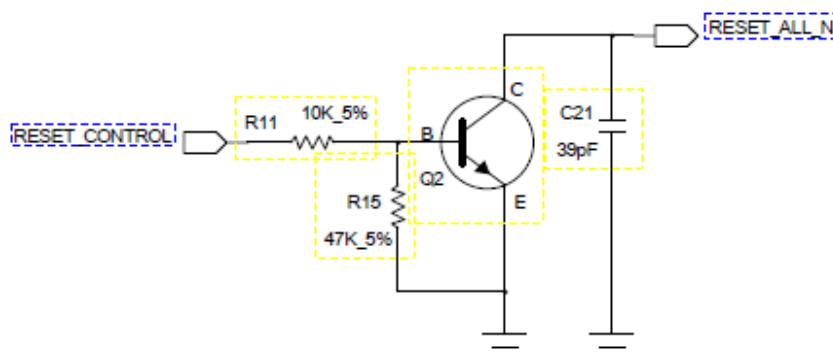 RESET_ALL_N
C
10K_5%
C21
R11
RESET_CONTROL
B
39pF
Q2
R15
E
47K_5%